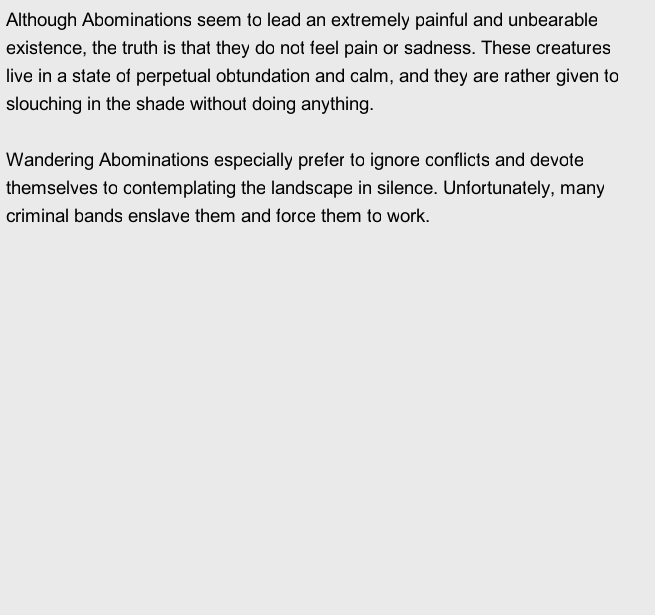 Although Abominations seem to lead an extremely painful and unbearable
existence, the truth is that they do not feel pain or sadness. These creatures
live in a state of perpetual obtundation and calm, and they are rather given to
slouching in the shade without doing anything.
Wandering Abominations especially prefer to ignore conflicts and devote
themselves to contemplating the landscape in silence. Unfortunately, many
criminal bands enslave them and force them to work.